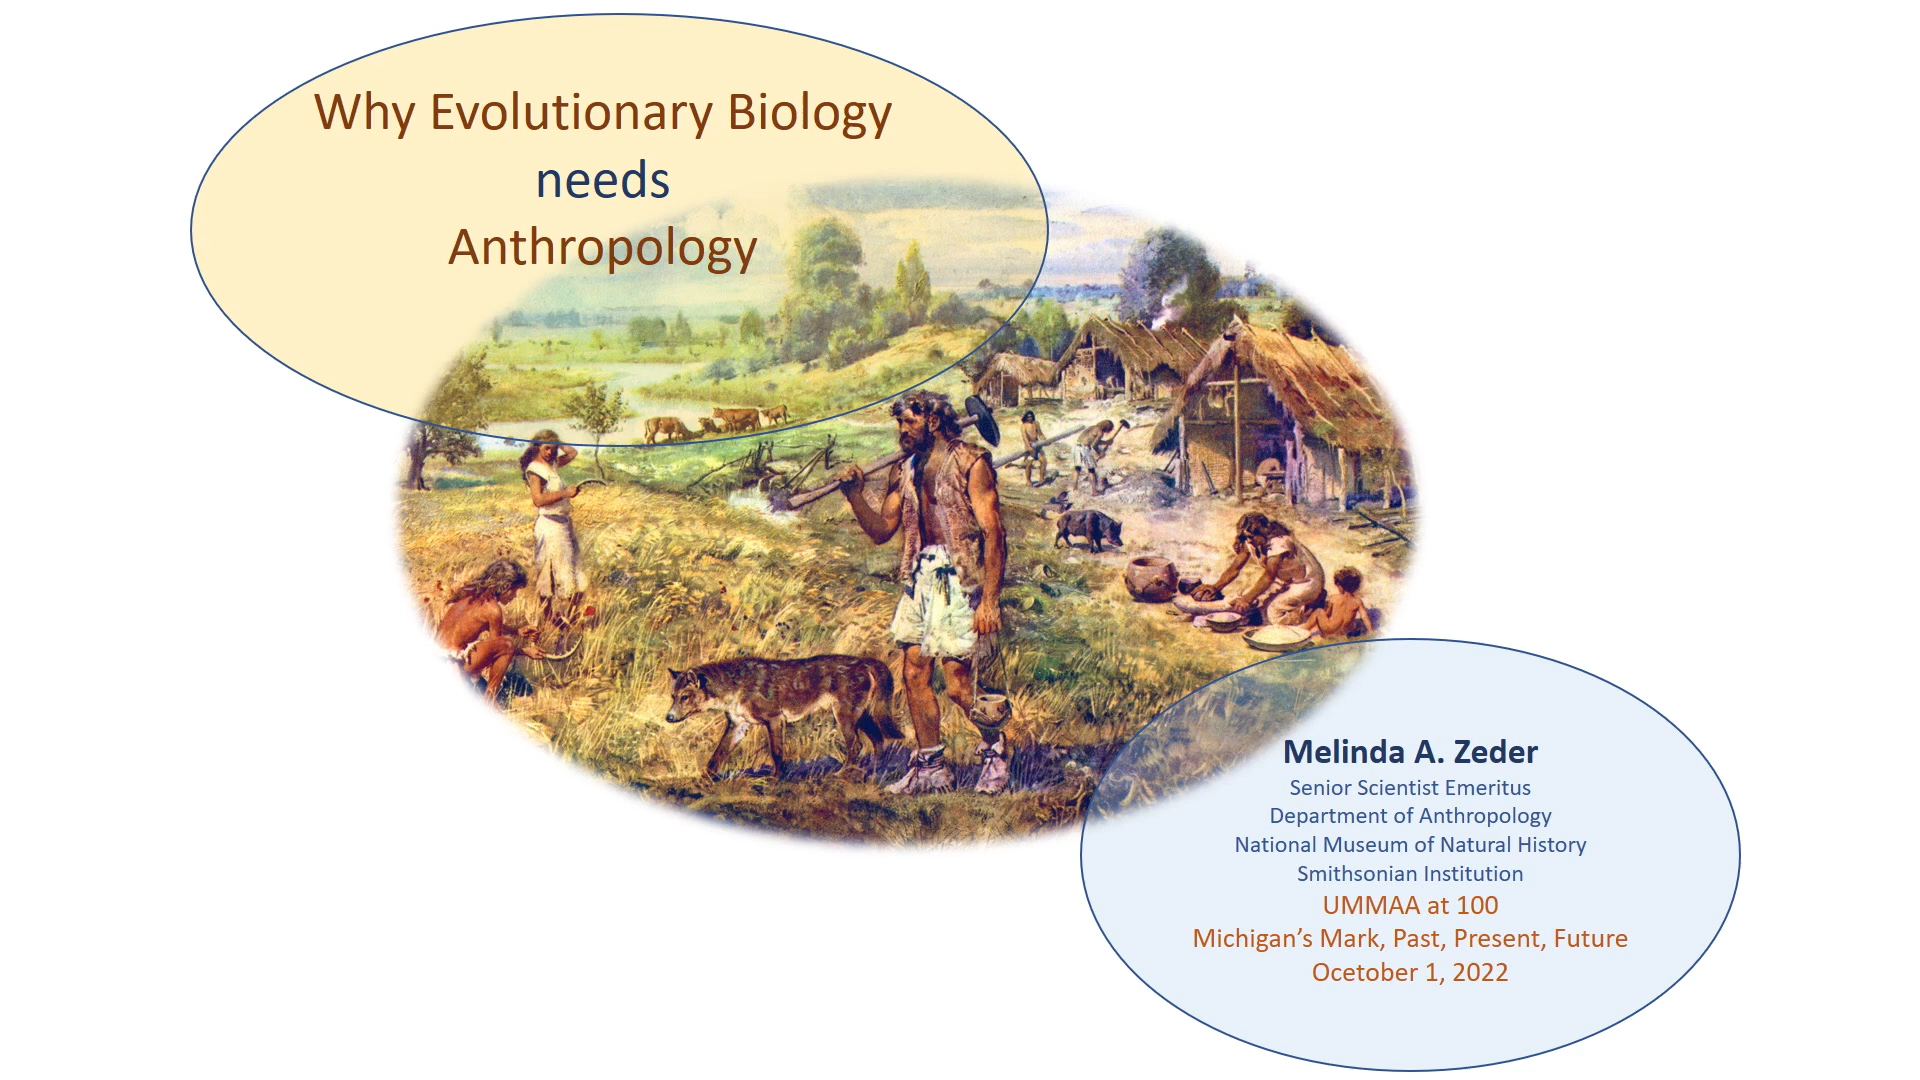 Why Evolutionary Biology
needs
Anthropology
Melinda A. Zeder
Senior Scientist Emeritus
Department of Anthropology
National Museum of Natural History
Smithsonian Institution
UMMAA at 100
Michigan’s Mark, Past, Present, Future
Ocetober 1, 2022